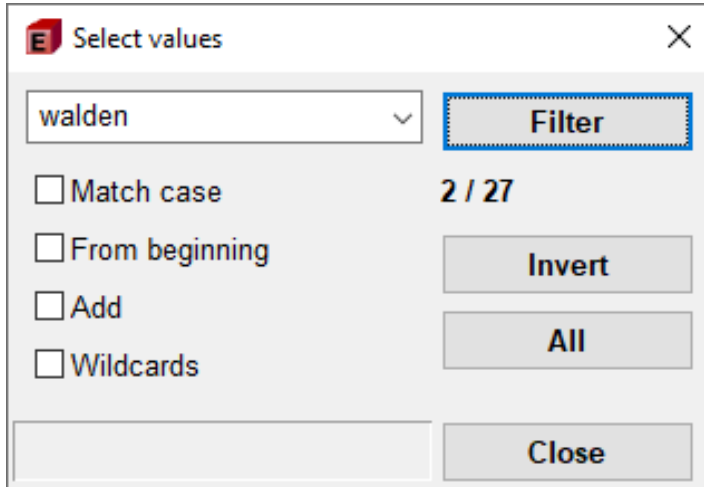 E Select values
walden Filter
Match case 2 / 27
From beginning
Invert
Add
All
Wildcards
Close